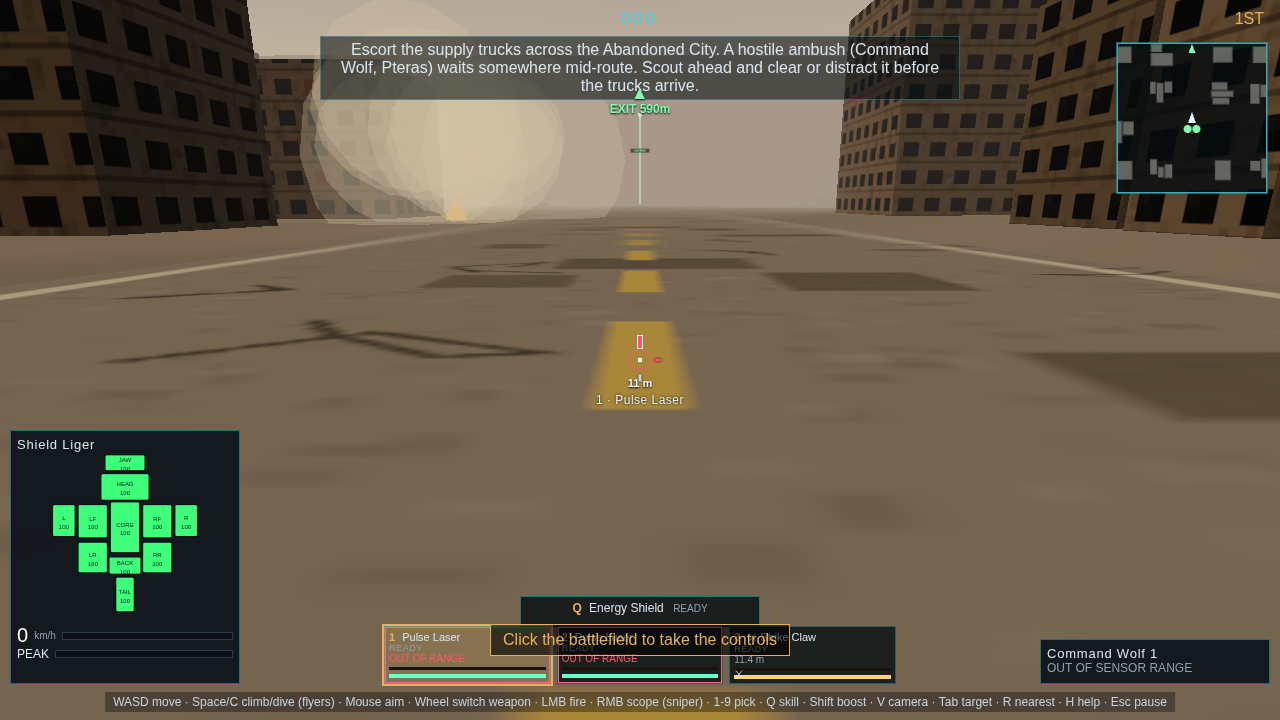 000
1ST
Escort the supply trucks across the Abandoned City. A hostile ambush (Command
Wolf, Pteras) waits somewhere mid-route. Scout ahead and clear or distract it before
the trucks arrive.
EXIT 590m
11 m
1 · Pulse Laser
Shield Liger
JAW
100
HEAD
100
L
100
LF
100
CORE
100
RF
100
R
100
LR
100
BACK
100
RR
100
TAIL
100
0 km/h
PEAK
Q Energy Shield READY
1 Pulse Laser
READY
OUT OF RANGE
Click the battlefield to take the controls
READY
OUT OF RANGE
Claw
READY
11.4 m
Command Wolf 1
OUT OF SENSOR RANGE
WASD move · Space/C climb/dive (flyers) · Mouse aim · Wheel switch weapon · LMB fire · RMB scope (sniper) · 1-9 pick · Q skill · Shift boost · V camera · Tab target · R nearest · H help · Esc pause